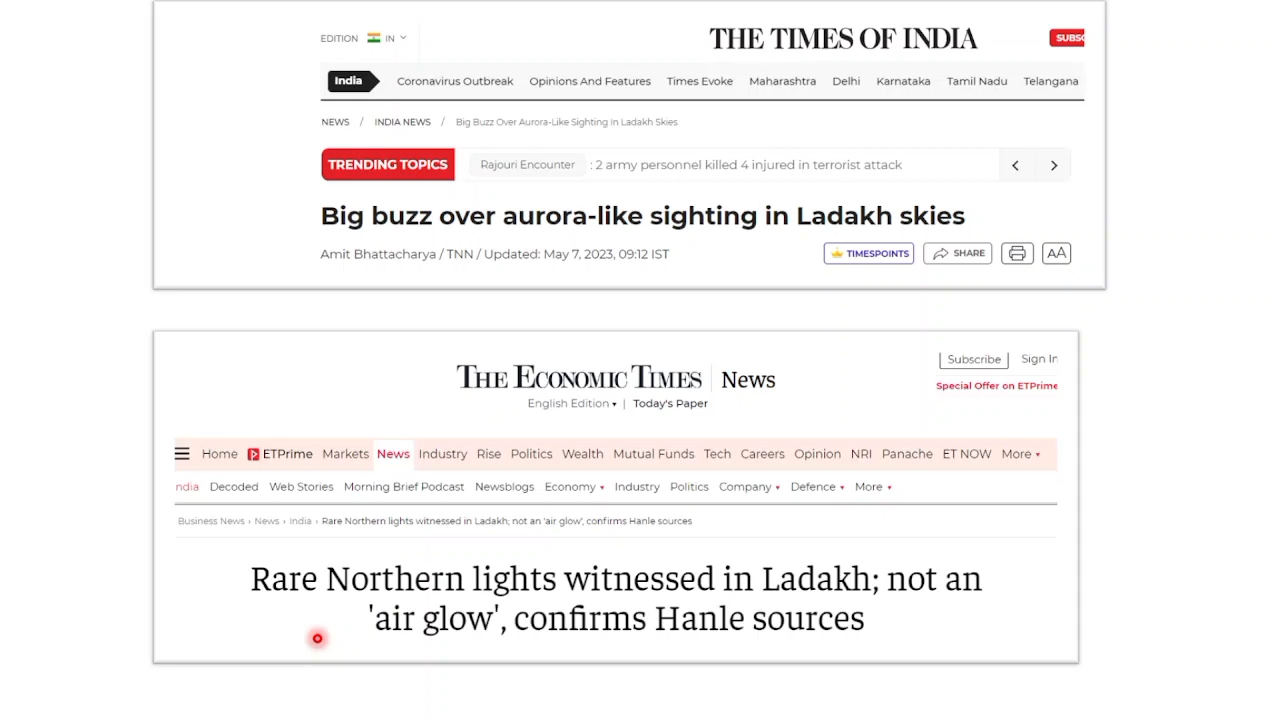 EDITION IN
THE TIMES OF INDIA
India Coronavirus Outbreak Opinions And Features Times Evoke Maharashtra Delhi Karnataka Tamil Nadu Telangana
NEWS / INDIA NEWS / Big Buzz Over Aurora-Like Sighting In Ladakh Skies
TRENDING TOPICS Rajouri Encounter : 2 army personnel killed 4 injured in terrorist attack
Big buzz over aurora-like sighting in Ladakh skies
Amit Bhattacharya / TNN / Updated: May 7, 2023, 09:12 IST TIMESPOINTS SHARE AA
Subscribe Sign In
THE ECONOMIC TIMES | News
Special Offer on ETPrime
English Edition | Today's Paper
Home ETPrime Markets News Industry Rise Politics Wealth Mutual Funds Tech Careers Opinion NRI Panache ET NOW More
ndia Decoded Web Stories Morning Brief Podcast Newsblogs Economy Industry Politics Company Defence More
Business News › News › India › Rare Northern lights witnessed in Ladakh; not an 'air glow', confirms Hanle sources
Rare Northern lights witnessed in Ladakh; not an
'air glow', confirms Hanle sources